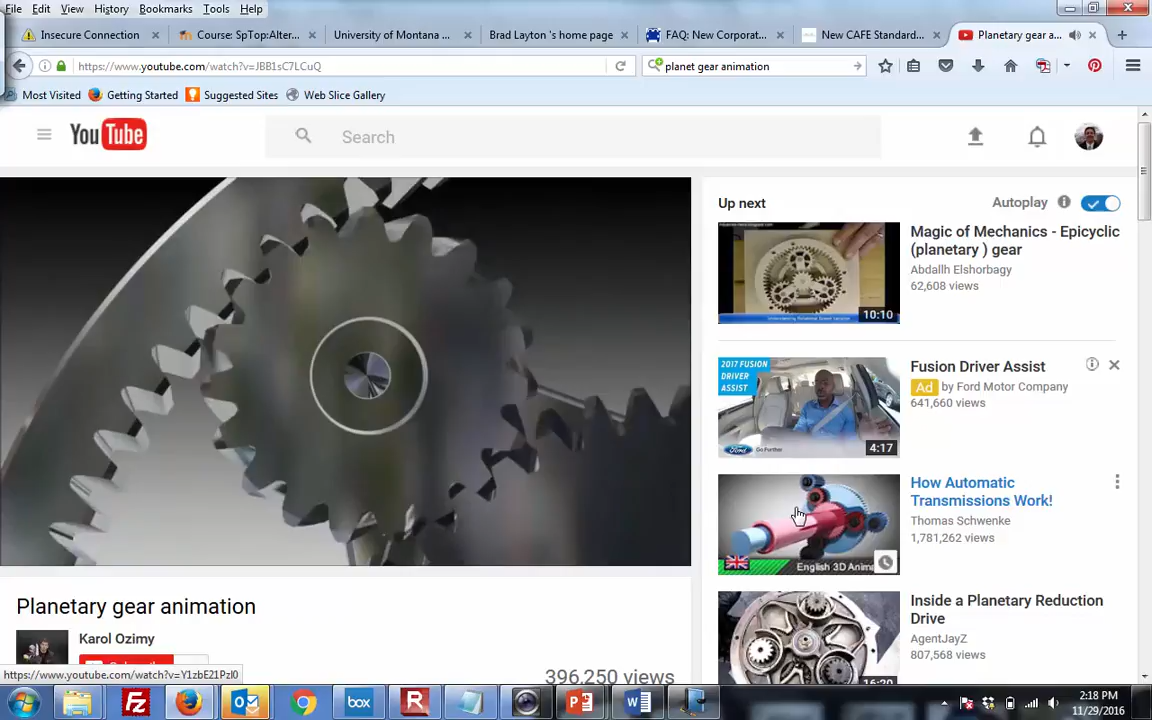 File Edit View History Bookmarks Tools Help
Insecure Connection Course: SpTop:Alter... University of Montana ... Brad Layton 's home page FAQ: New Corporat... New CAFE Standard... Planetary gear a...
https://www.youtube.com/watch?v=JBB1sC7LCuQ planet gear animation
Most Visited Getting Started Suggested Sites Web Slice Gallery
YouTube Search
Up next Autoplay
Magic of Mechanics - Epicyclic
(planetary ) gear
Abdallh Elshorbagy
62,608 views
10:10
2017 FUSION
DRIVER
ASSIST
Fusion Driver Assist
Ad by Ford Motor Company
641,660 views
Ford Go Further 4:17
How Automatic
Transmissions Work!
Thomas Schwenke
1,781,262 views
English 3D Anim
Inside a Planetary Reduction
Drive
AgentJayZ
807,568 views
16:20
Planetary gear animation
Karol Ozimy
396,250 views
https://www.youtube.com/watch?v=Y1zbE21PzI0
box
2:18 PM
11/29/2016